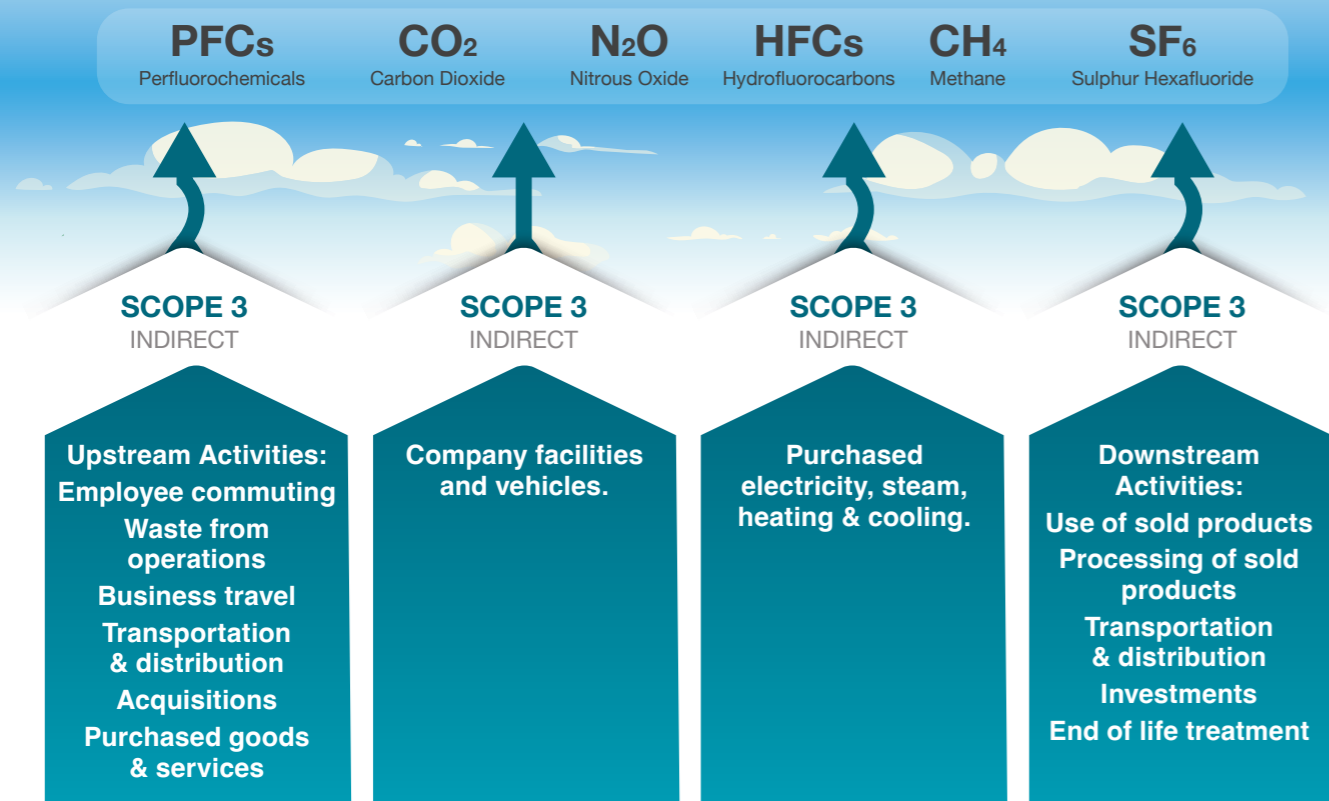 PFCs
Perfluorochemicals
CO₂
Carbon Dioxide
N₂O
Nitrous Oxide
HFCs
Hydrofluorocarbons
CH₄
Methane
SF₆
Sulphur Hexafluoride
SCOPE 3
INDIRECT
Upstream Activities:
Employee commuting
Waste from
operations
Business travel
Transportation
& distribution
Acquisitions
Purchased goods
& services
SCOPE 3
INDIRECT
Company facilities
and vehicles.
SCOPE 3
INDIRECT
Purchased
electricity, steam,
heating & cooling.
SCOPE 3
INDIRECT
Downstream
Activities:
Use of sold products
Processing of sold
products
Transportation
& distribution
Investments
End of life treatment